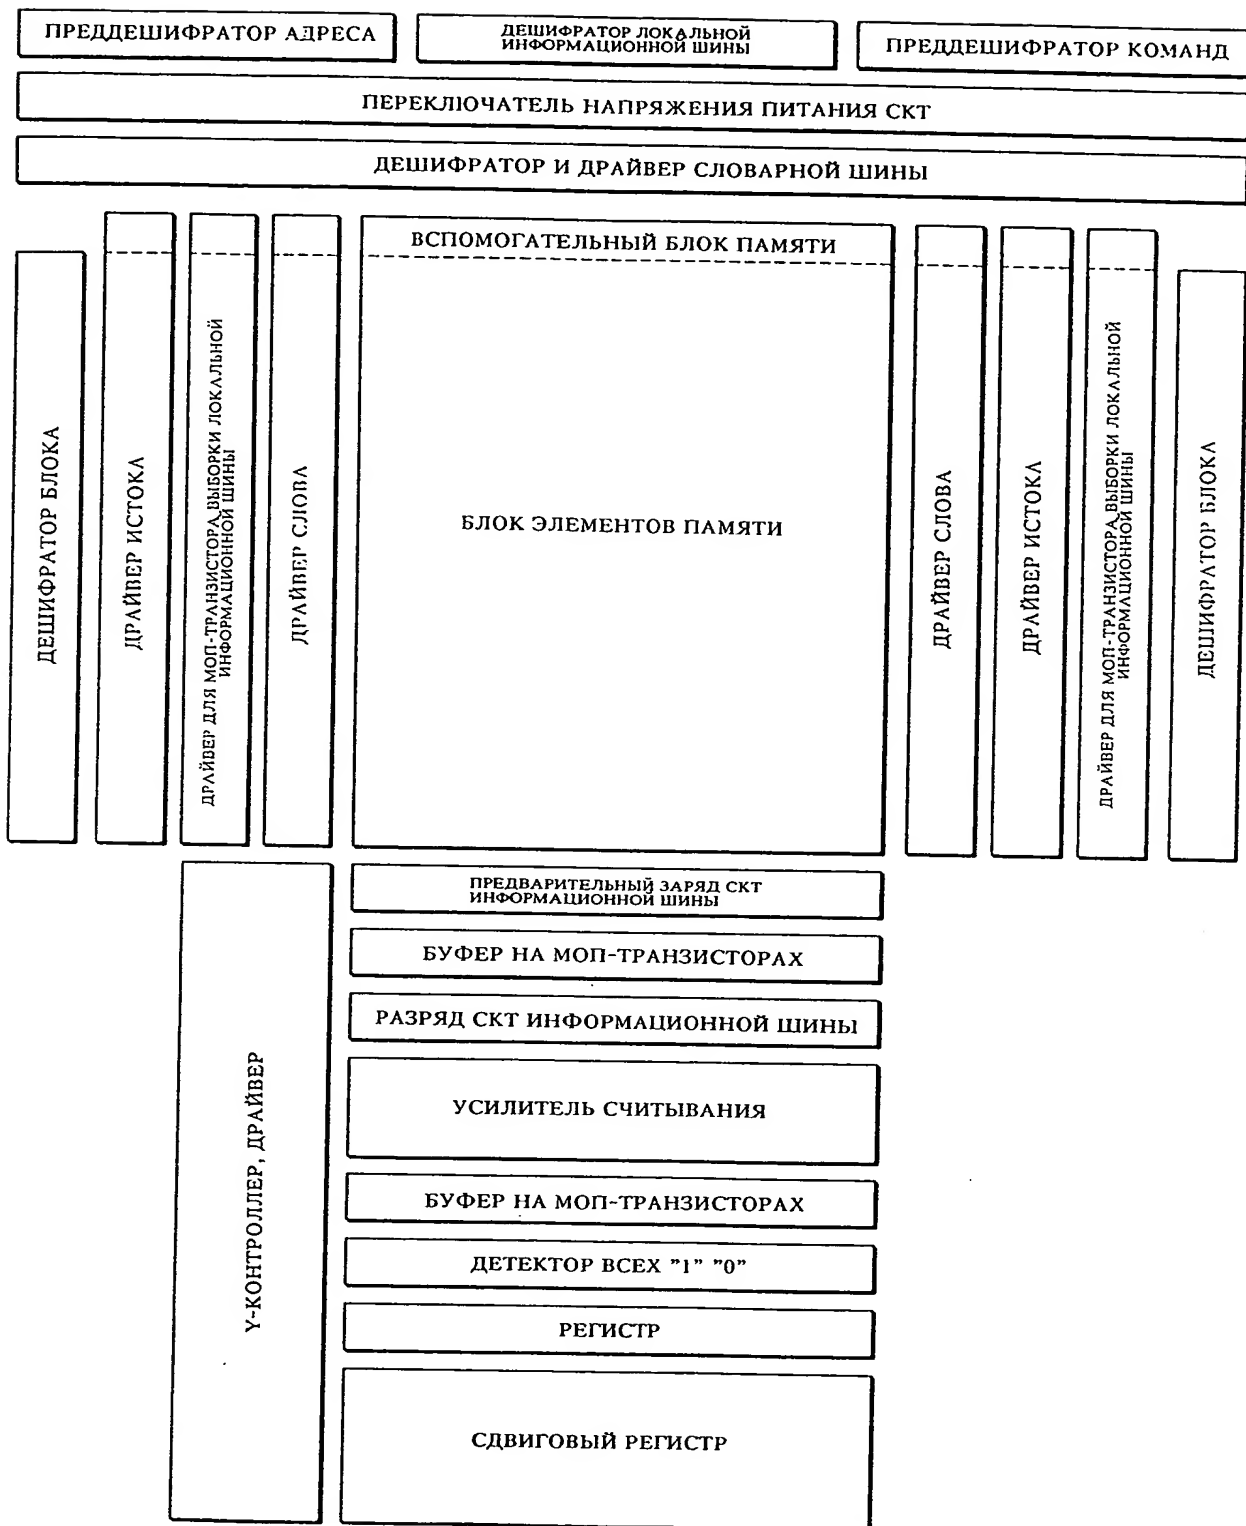 ПРЕДДЕШИФРАТОР АДРЕСА
ДЕШИФРАТОР ЛОКАЛЬНОЙ
ИНФОРМАЦИОННОЙ ШИНЫ
ПРЕДДЕШИФРАТОР КОМАНД
ПЕРЕКЛЮЧАТЕЛЬ НАПРЯЖЕНИЯ ПИТАНИЯ СКТ
ДЕШИФРАТОР И ДРАЙВЕР СЛОВАРНОЙ ШИНЫ
ДЕШИФРАТОР БЛОКА
ДРАЙВЕР ИСТОКА
ДРАЙВЕР ДЛЯ МОП-ТРАНЗИСТОРА ВЫБОРКИ ЛОКАЛЬНОЙ
ИНФОРМАЦИОННОЙ ШИНЫ
ДРАЙВЕР СЛОВА
ВСПОМОГАТЕЛЬНЫЙ БЛОК ПАМЯТИ
БЛОК ЭЛЕМЕНТОВ ПАМЯТИ
ДРАЙВЕР СЛОВА
ДРАЙВЕР ИСТОКА
ДРАЙВЕР ДЛЯ МОП-ТРАНЗИСТОРА ВЫБОРКИ ЛОКАЛЬНОЙ
ИНФОРМАЦИОННОЙ ШИНЫ
ДЕШИФРАТОР БЛОКА
Y-КОНТРОЛЛЕР, ДРАЙВЕР
ПРЕДВАРИТЕЛЬНЫЙ ЗАРЯД СКТ
ИНФОРМАЦИОННОЙ ШИНЫ
БУФЕР НА МОП-ТРАНЗИСТОРАХ
РАЗРЯД СКТ ИНФОРМАЦИОННОЙ ШИНЫ
УСИЛИТЕЛЬ СЧИТЫВАНИЯ
БУФЕР НА МОП-ТРАНЗИСТОРАХ
ДЕТЕКТОР ВСЕХ "1" "0"
РЕГИСТР
СДВИГОВЫЙ РЕГИСТР